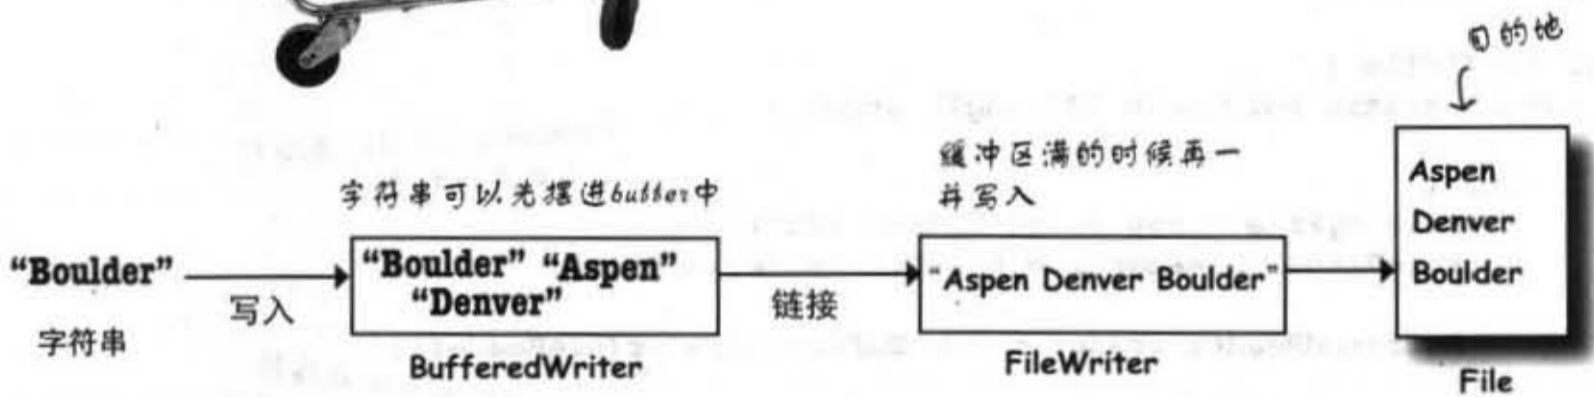 目的地
缓冲区满的时候再一
并写入
字符串可以先摆进buffer中
Aspen
Denver
Boulder
“Boulder”
写入
字符串
“Boulder” “Aspen”
“Denver”
链接
“Aspen Denver Boulder”
BufferedWriter
FileWriter
File